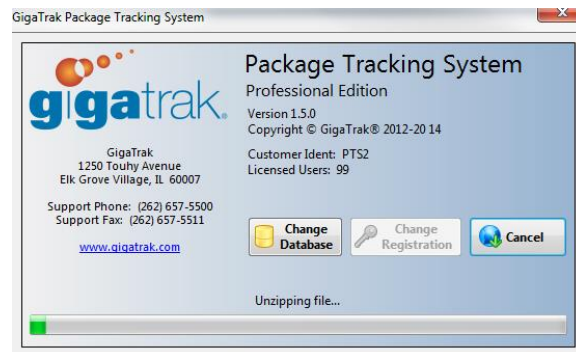 GigaTrak Package Tracking System
gigatrak.
GigaTrak
1250 Touhy Avenue
Elk Grove Village, IL 60007
Support Phone: (262) 657-5500
Support Fax: (262) 657-5511
www.gigatrak.com
Package Tracking System
Professional Edition
Version 1.5.0
Copyright © GigaTrak® 2012-20 14
Customer Ident: PTS2
Licensed Users: 99
Change
Database
Change
Registration
Cancel
Unzipping file...